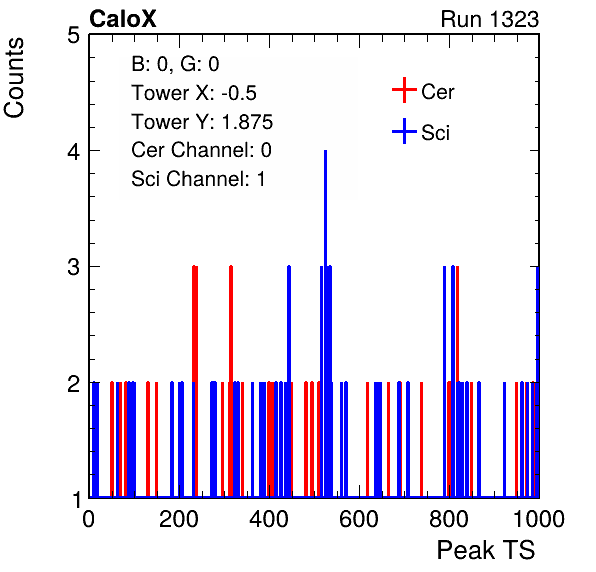 CaloX Run 1323
Counts
5
4
3
2
1
B: 0, G: 0
Tower X: -0.5
Tower Y: 1.875
Cer Channel: 0
Sci Channel: 1
Cer
Sci
0 200 400 600 800 1000
Peak TS